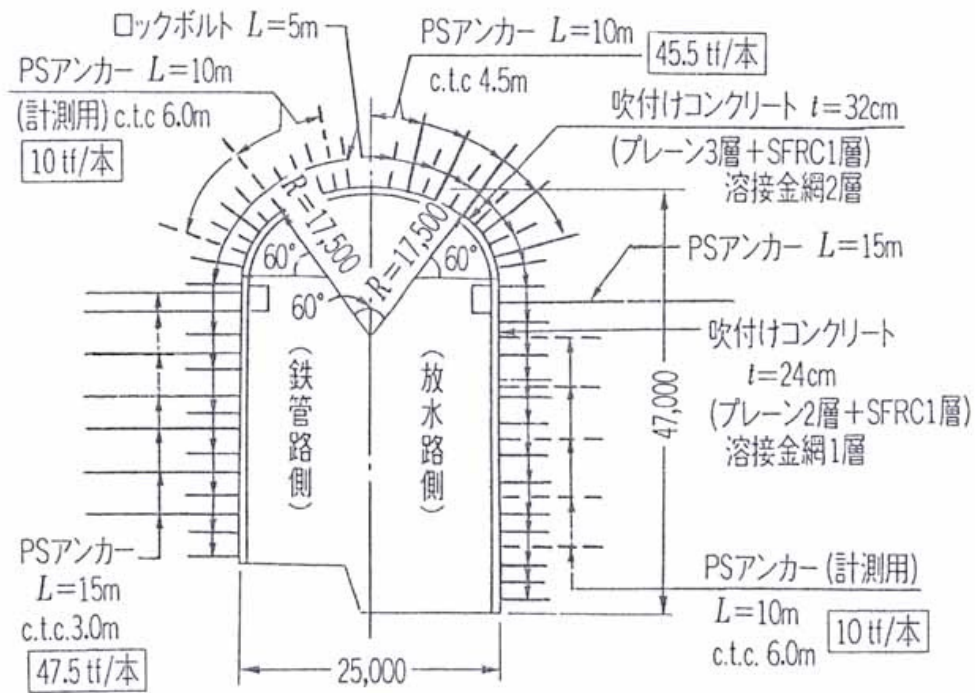 ロックボルト L=5m
PSアンカー L=10m
45.5 tf/本
c.t.c 4.5m
PSアンカー L=10m
(計測用) c.t.c 6.0m
10 tf/本
吹付けコンクリート t=32cm
(プレーン3層+SFRC1層)
溶接金網2層
R=17,500
R=17,500
60°
60°
60°
PSアンカー L=15m
吹付けコンクリート
t=24cm
(プレーン2層+SFRC1層)
溶接金網1層
(鉄管路側)
(放水路側)
47,000
PSアンカー
L=15m
c.t.c.3.0m
47.5 tf/本
25,000
PSアンカー (計測用)
L=10m
c.t.c. 6.0m
10 tf/本